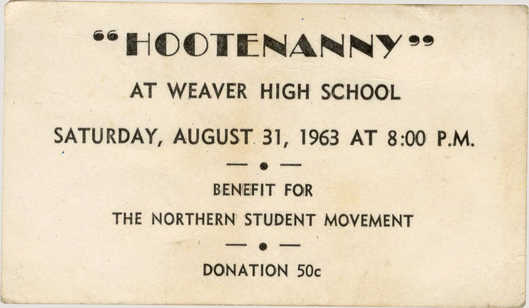 “HOOTENANNY”
AT WEAVER HIGH SCHOOL
SATURDAY, AUGUST 31, 1963 AT 8:00 P.M.
— • —
BENEFIT FOR
THE NORTHERN STUDENT MOVEMENT
— • —
DONATION 50c